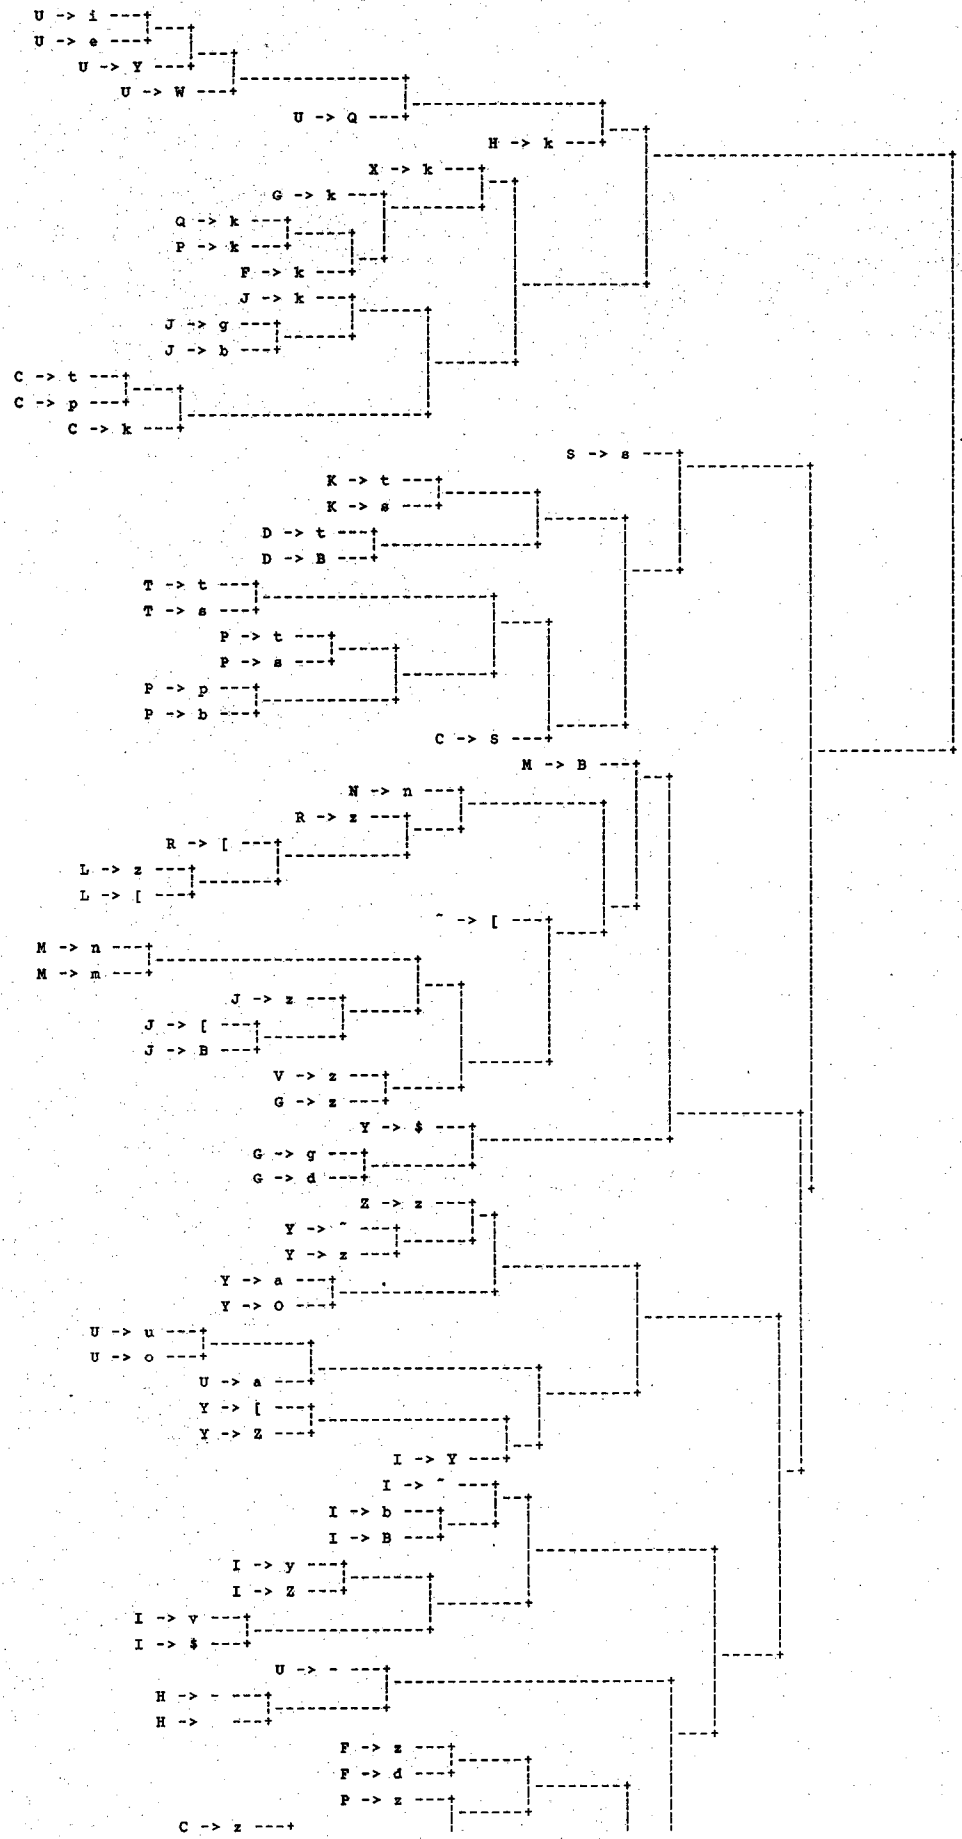 U -> i
U -> e
U -> Y
U -> W
U -> Q
H -> k
X -> k
G -> k
Q -> k
P -> k
F -> k
J -> k
J -> g
J -> b
C -> t
C -> p
C -> k
S -> s
K -> t
K -> s
D -> t
D -> B
T -> t
T -> s
P -> t
P -> s
P -> p
P -> b
C -> S
M -> B
N -> n
R -> z
R -> [
L -> z
L -> [
~ -> [
M -> n
M -> m
J -> z
J -> [
J -> B
V -> z
G -> z
Y -> $
G -> g
G -> d
Z -> z
Y -> ~
Y -> z
Y -> a
Y -> O
U -> u
U -> o
U -> a
Y -> [
Y -> Z
I -> Y
I -> ~
I -> b
I -> B
I -> y
I -> Z
I -> v
I -> $
U -> -
H -> -
H ->
F -> z
F -> d
P -> z
C -> z